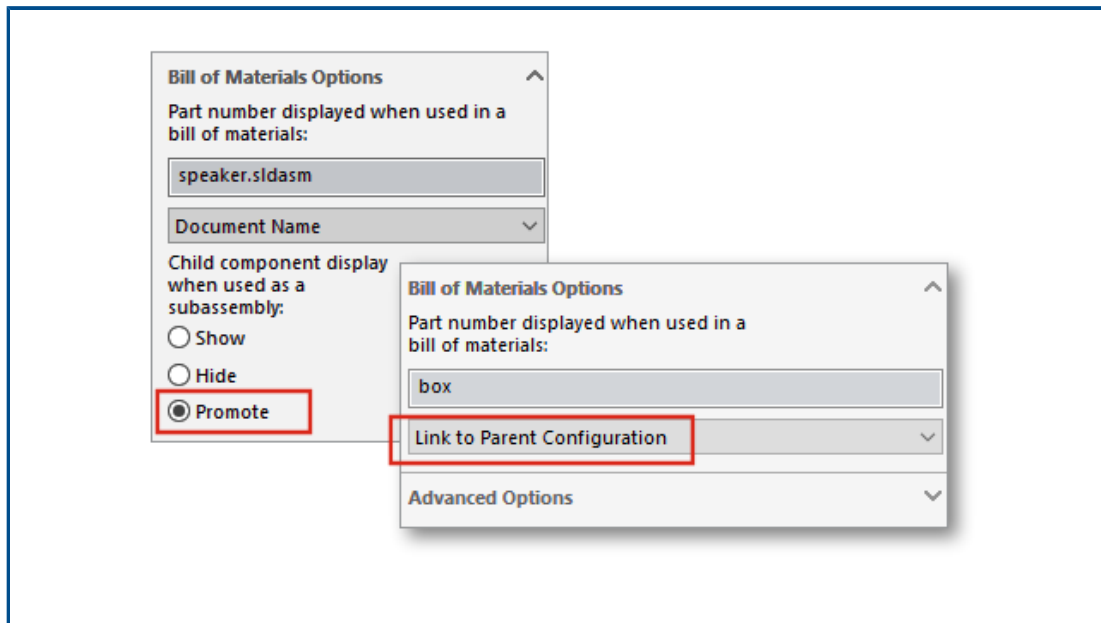 Bill of Materials Options
Part number displayed when used in a
bill of materials:
speaker.sldasm
Document Name
Child component display
when used as a
subassembly:
Show
Hide
Promote
Bill of Materials Options
Part number displayed when used in a
bill of materials:
box
Link to Parent Configuration
Advanced Options